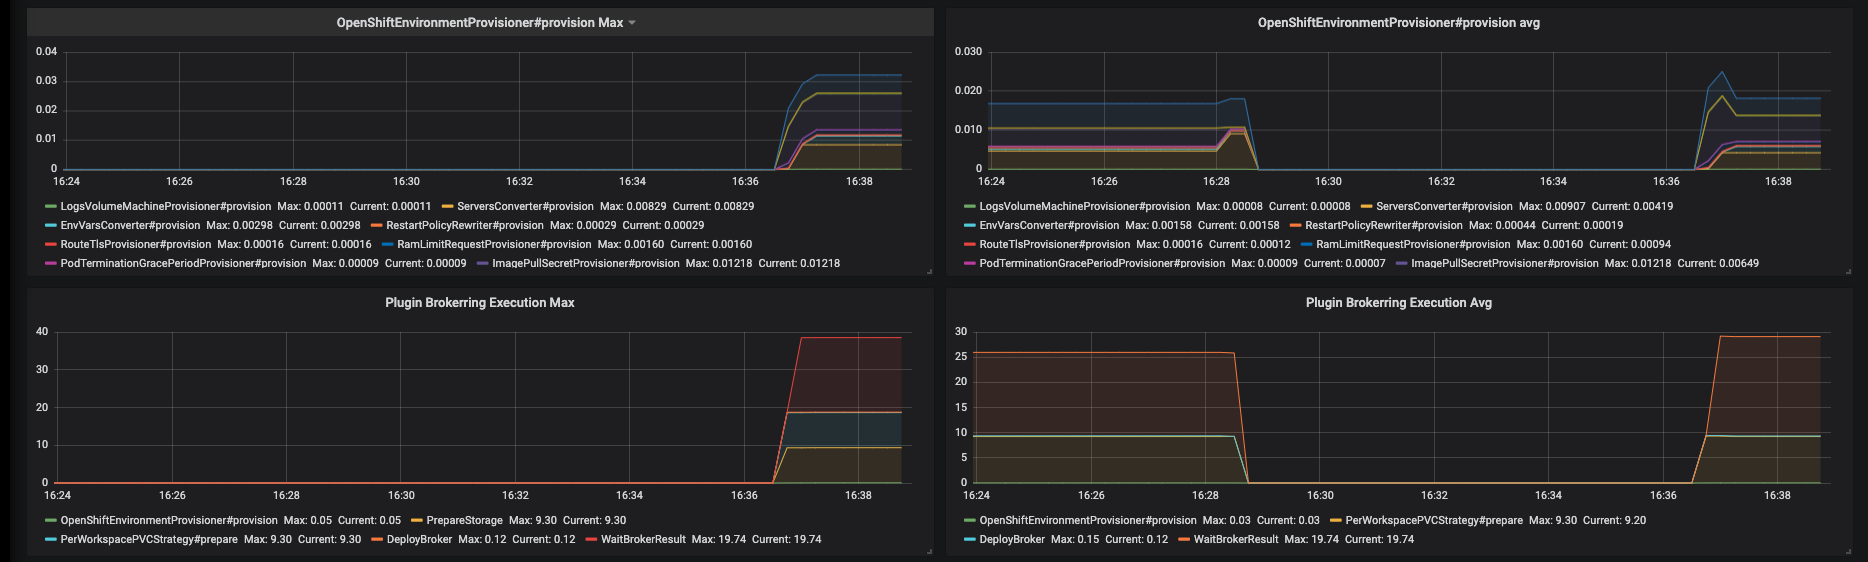 OpenShiftEnvironmentProvisioner#provision Max
0.04
0.03
0.02
0.01
0
16:24 16:26 16:28 16:30 16:32 16:34 16:36 16:38
LogsVolumeMachineProvisioner#provision Max: 0.00011 Current: 0.00011 ServersConverter#provision Max: 0.00829 Current: 0.00829
EnvVarsConverter#provision Max: 0.00298 Current: 0.00298 RestartPolicyRewriter#provision Max: 0.00029 Current: 0.00029
RouteTlsProvisioner#provision Max: 0.00016 Current: 0.00016 RamLimitRequestProvisioner#provision Max: 0.00160 Current: 0.00160
PodTerminationGracePeriodProvisioner#provision Max: 0.00009 Current: 0.00009 ImagePullSecretProvisioner#provision Max: 0.01218 Current: 0.01218
OpenShiftEnvironmentProvisioner#provision avg
0.030
0.020
0.010
0
16:24 16:26 16:28 16:30 16:32 16:34 16:36 16:38
LogsVolumeMachineProvisioner#provision Max: 0.00008 Current: 0.00008 ServersConverter#provision Max: 0.00907 Current: 0.00419
EnvVarsConverter#provision Max: 0.00158 Current: 0.00158 RestartPolicyRewriter#provision Max: 0.00044 Current: 0.00019
RouteTlsProvisioner#provision Max: 0.00016 Current: 0.00012 RamLimitRequestProvisioner#provision Max: 0.00160 Current: 0.00094
PodTerminationGracePeriodProvisioner#provision Max: 0.00009 Current: 0.00007 ImagePullSecretProvisioner#provision Max: 0.01218 Current: 0.00649
Plugin Brokerring Execution Max
40
30
20
10
0
16:24 16:26 16:28 16:30 16:32 16:34 16:36 16:38
OpenShiftEnvironmentProvisioner#provision Max: 0.05 Current: 0.05 PrepareStorage Max: 9.30 Current: 9.30
PerWorkspacePVCStrategy#prepare Max: 9.30 Current: 9.30 DeployBroker Max: 0.12 Current: 0.12 WaitBrokerResult Max: 19.74 Current: 19.74
Plugin Brokerring Execution Avg
30
25
20
15
10
5
0
16:24 16:26 16:28 16:30 16:32 16:34 16:36 16:38
OpenShiftEnvironmentProvisioner#provision Max: 0.03 Current: 0.03 PerWorkspacePVCStrategy#prepare Max: 9.30 Current: 9.20
DeployBroker Max: 0.15 Current: 0.12 WaitBrokerResult Max: 19.74 Current: 19.74